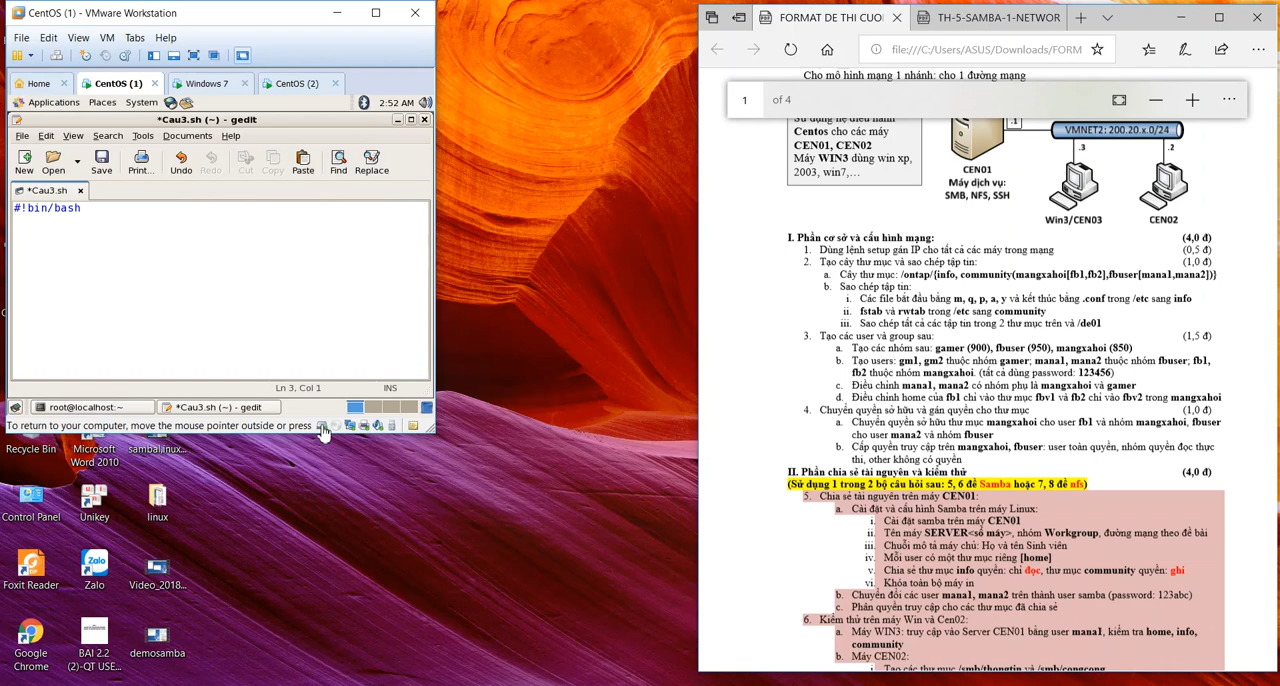 CentOS (1) - VMware Workstation
File Edit View VM Tabs Help
Home CentOS (1) Windows 7 CentOS (2)
Applications Places System 2:52 AM
*Cau3.sh (~) - gedit
File Edit View Search Tools Documents Help
New Open Save Print... Undo Redo Cut Copy Paste Find Replace
*Cau3.sh
#!bin/bash
Ln 3, Col 1 INS
root@localhost:~ *Cau3.sh (~) - gedit
To return to your computer, move the mouse pointer outside or press
Recycle Bin
Microsoft Word 2010
sambal,inux...
Control Panel
Unikey
linux
Foxit Reader
Zalo
Video_2018...
Google Chrome
BAI 2.2 (2)-QT USE...
demosamba
FORMAT DE THI CUOI
TH-5-SAMBA-1-NETWOR
file:///C:/Users/ASUS/Downloads/FORM
Cho mô hình mạng 1 nhánh: cho 1 đường mạng
1 of 4
Sử dụng hệ điều hành
Centos cho các máy
CEN01, CEN02
Máy WIN3 dùng win xp,
2003, win7,…
.1
VMNET2: 200.20.x.0/24
.3
.2
CEN01
Máy dịch vụ:
SMB, NFS, SSH
Win3/CEN03
CEN02
I. Phần cơ sở và cấu hình mạng: (4,0 đ)
1. Dùng lệnh setup gán IP cho tất cả các máy trong mạng (0,5 đ)
2. Tạo cây thư mục và sao chép tập tin: (1,0 đ)
a. Cây thư mục: /ontap/{info, community(mangxahoi[fb1,fb2],fbuser[mana1,mana2])}
b. Sao chép tập tin:
i. Các file bắt đầu bằng m, q, p, a, y và kết thúc bằng .conf trong /etc sang info
ii. fstab và rwtab trong /etc sang community
iii. Sao chép tất cả các tập tin trong 2 thư mục trên và /de01
3. Tạo các user và group sau: (1,5 đ)
a. Tạo các nhóm sau: gamer (900), fbuser (950), mangxahoi (850)
b. Tạo users: gm1, gm2 thuộc nhóm gamer; mana1, mana2 thuộc nhóm fbuser; fb1,
fb2 thuộc nhóm mangxahoi. (tất cả dùng password: 123456)
c. Điều chỉnh mana1, mana2 có nhóm phụ là mangxahoi và gamer
d. Điều chỉnh home của fb1 chỉ vào thư mục fbv1 và fb2 chỉ vào fbv2 trong mangxahoi
4. Chuyển quyền sở hữu và gán quyền cho thư mục (1,0 đ)
a. Chuyển quyền sở hữu thư mục mangxahoi cho user fb1 và nhóm mangxahoi, fbuser
cho user mana2 và nhóm fbuser
b. Cấp quyền truy cập trên mangxahoi, fbuser: user toàn quyền, nhóm quyền đọc thực
thi, other không có quyền
II. Phần chia sẻ tài nguyên và kiểm thử (4,0 đ)
(Sử dụng 1 trong 2 bộ câu hỏi sau: 5, 6 đề Samba hoặc 7, 8 đề nfs)
5. Chia sẻ tài nguyên trên máy CEN01:
a. Cài đặt và cấu hình Samba trên máy Linux:
i. Cài đặt samba trên máy CEN01
ii. Tên máy SERVER<số máy>, nhóm Workgroup, đường mạng theo đề bài
iii. Chuỗi mô tả máy chủ: Họ và tên Sinh viên
iv. Mỗi user có một thư mục riêng [home]
v. Chia sẻ thư mục info quyền: chỉ đọc, thư mục community quyền: ghi
vi. Khóa toàn bộ máy in
b. Chuyển đổi các user mana1, mana2 trên thành user samba (password: 123abc)
c. Phân quyền truy cập cho các thư mục đã chia sẻ
6. Kiểm thử trên máy Win và Cen02:
a. Máy WIN3: truy cập vào Server CEN01 bằng user mana1, kiểm tra home, info,
community
b. Máy CEN02:
i. Tạo các thư mục /smb/thongtin và /smb/congcong